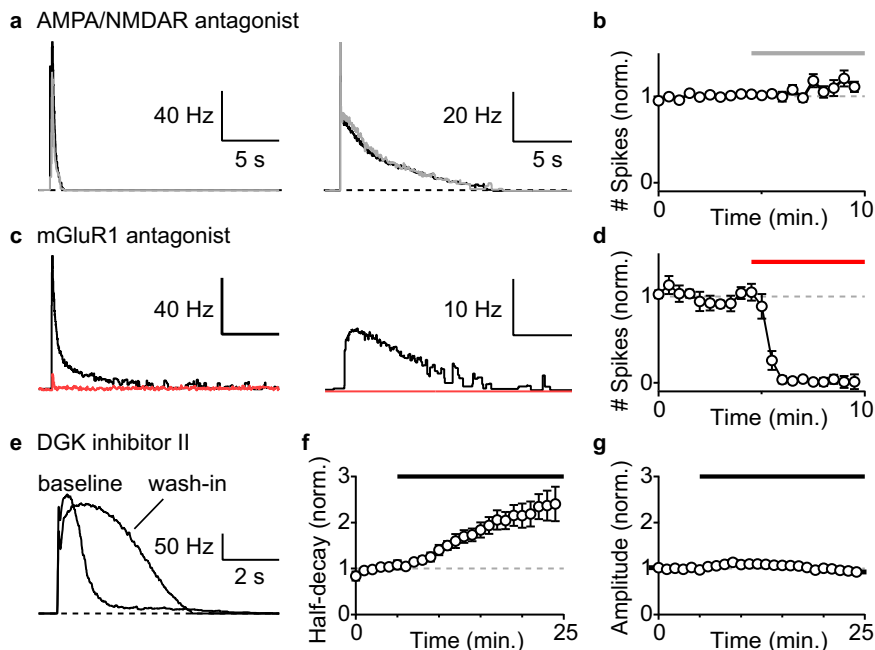 a AMPA/NMDAR antagonist
40 Hz
5 s
20 Hz
5 s
b
# Spikes (norm.)
1
0
0
10
Time (min.)
c mGluR1 antagonist
40 Hz
10 Hz
d
# Spikes (norm.)
1
0
0
10
Time (min.)
e DGK inhibitor II
baseline
wash-in
50 Hz
2 s
f
Half-decay (norm.)
3
2
1
0
0
25
Time (min.)
g
Amplitude (norm.)
3
2
1
0
0
25
Time (min.)